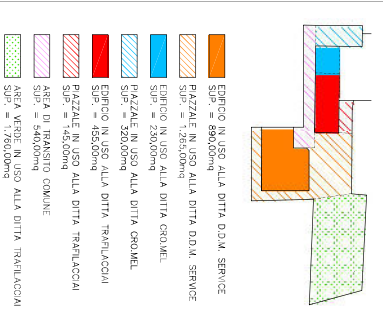 EDIFICIO IN USO ALLA DITTA D.D.M. SERVICE
SUP. = 890,00mq
PIAZZALE IN USO ALLA DITTA D.D.M. SERVICE
SUP. = 1.265,00mq
EDIFICIO IN USO ALLA DITTA CRO.MEL
SUP. = 230,00mq
PIAZZALE IN USO ALLA DITTA CRO.MEL
SUP. = 320,00mq
EDIFICIO IN USO ALLA DITTA TRAFILACCIAI
SUP. = 455,00mq
PIAZZALE IN USO ALLA DITTA TRAFILACCIAI
SUP. = 145,00mq
AREA DI TRANSITO COMUNE
SUP. = 540,00mq
AREA VERDE IN USO ALLA DITTA TRAFILACCIAI
SUP. = 1.760,00mq